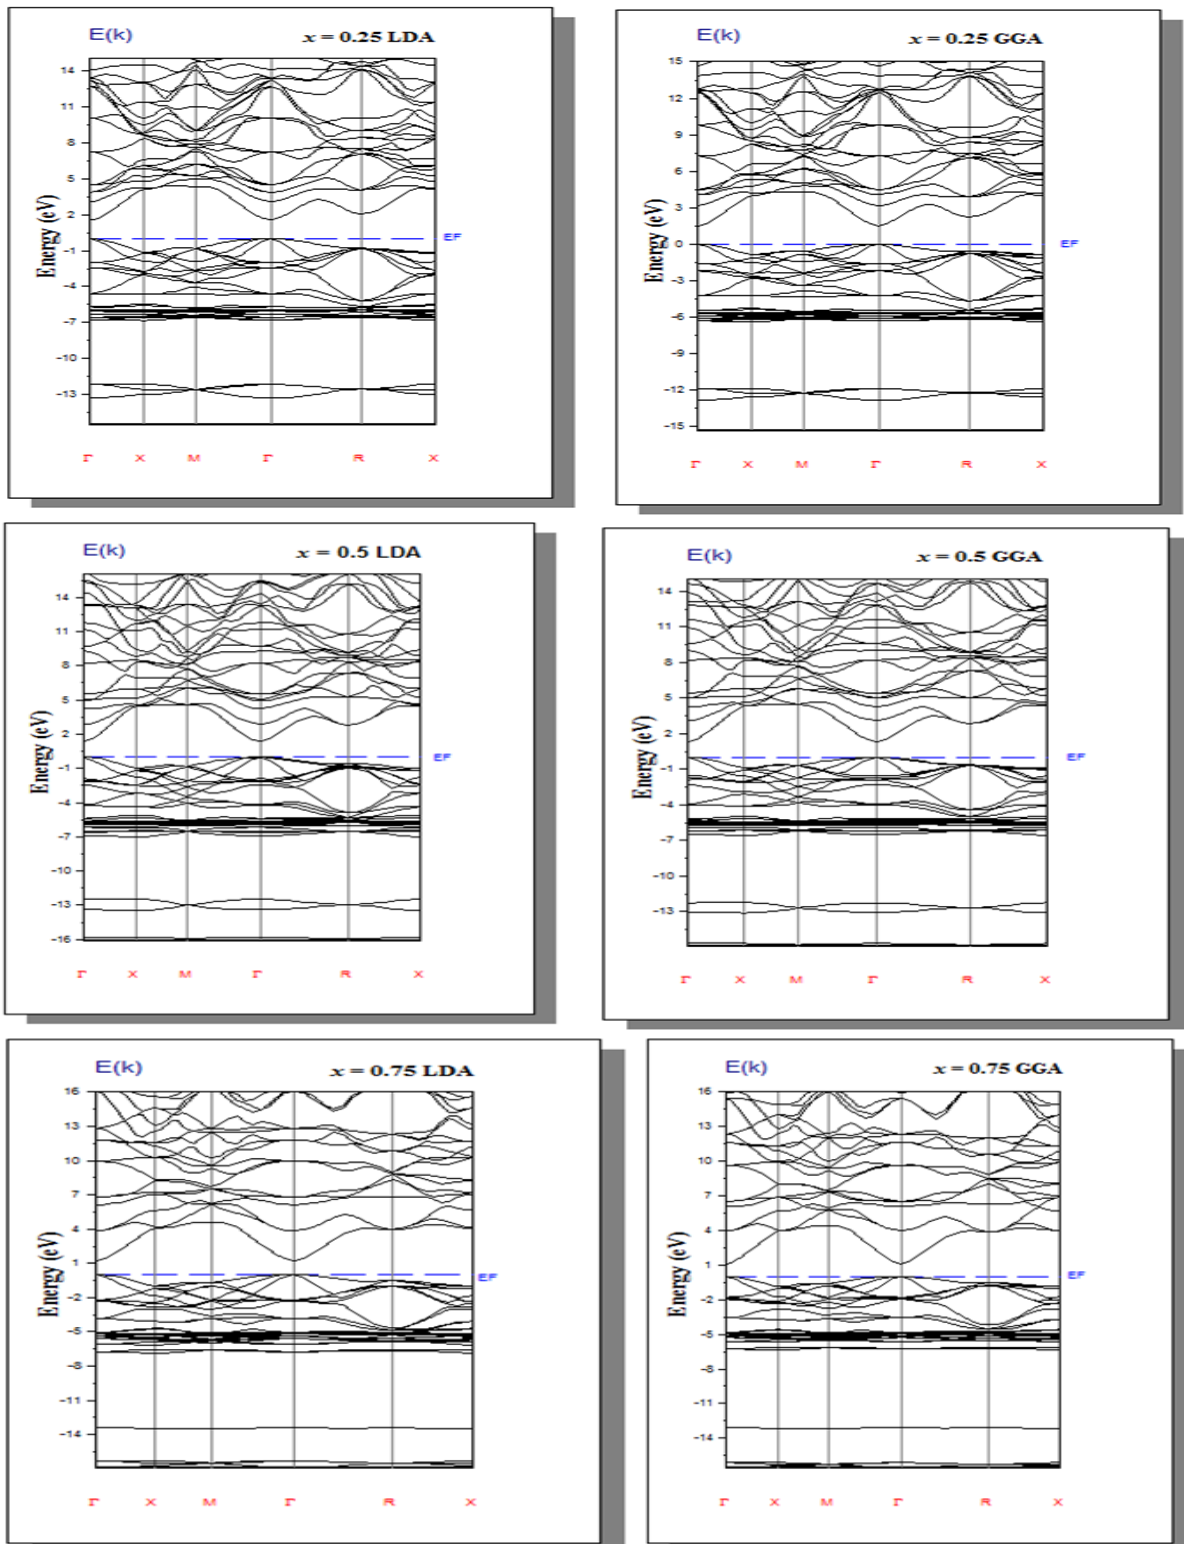 E(k)
x = 0.25 LDA
Energy (eV)
14
11
8
5
2
-1
-4
-7
-10
-13
EF
Γ X M Γ R X
E(k)
x = 0.25 GGA
Energy (eV)
15
12
9
6
3
0
-3
-6
-9
-12
-15
EF
Γ X M Γ R X
E(k)
x = 0.5 LDA
Energy (eV)
14
11
8
5
2
-1
-4
-7
-10
-13
-16
EF
Γ X M Γ R X
E(k)
x = 0.5 GGA
Energy (eV)
14
11
8
5
2
-1
-4
-7
-10
-13
EF
Γ X M Γ R X
E(k)
x = 0.75 LDA
Energy (eV)
16
13
10
7
4
1
-2
-5
-8
-11
-14
EF
Γ X M Γ R X
E(k)
x = 0.75 GGA
Energy (eV)
16
13
10
7
4
1
-2
-5
-8
-11
-14
EF
Γ X M Γ R X